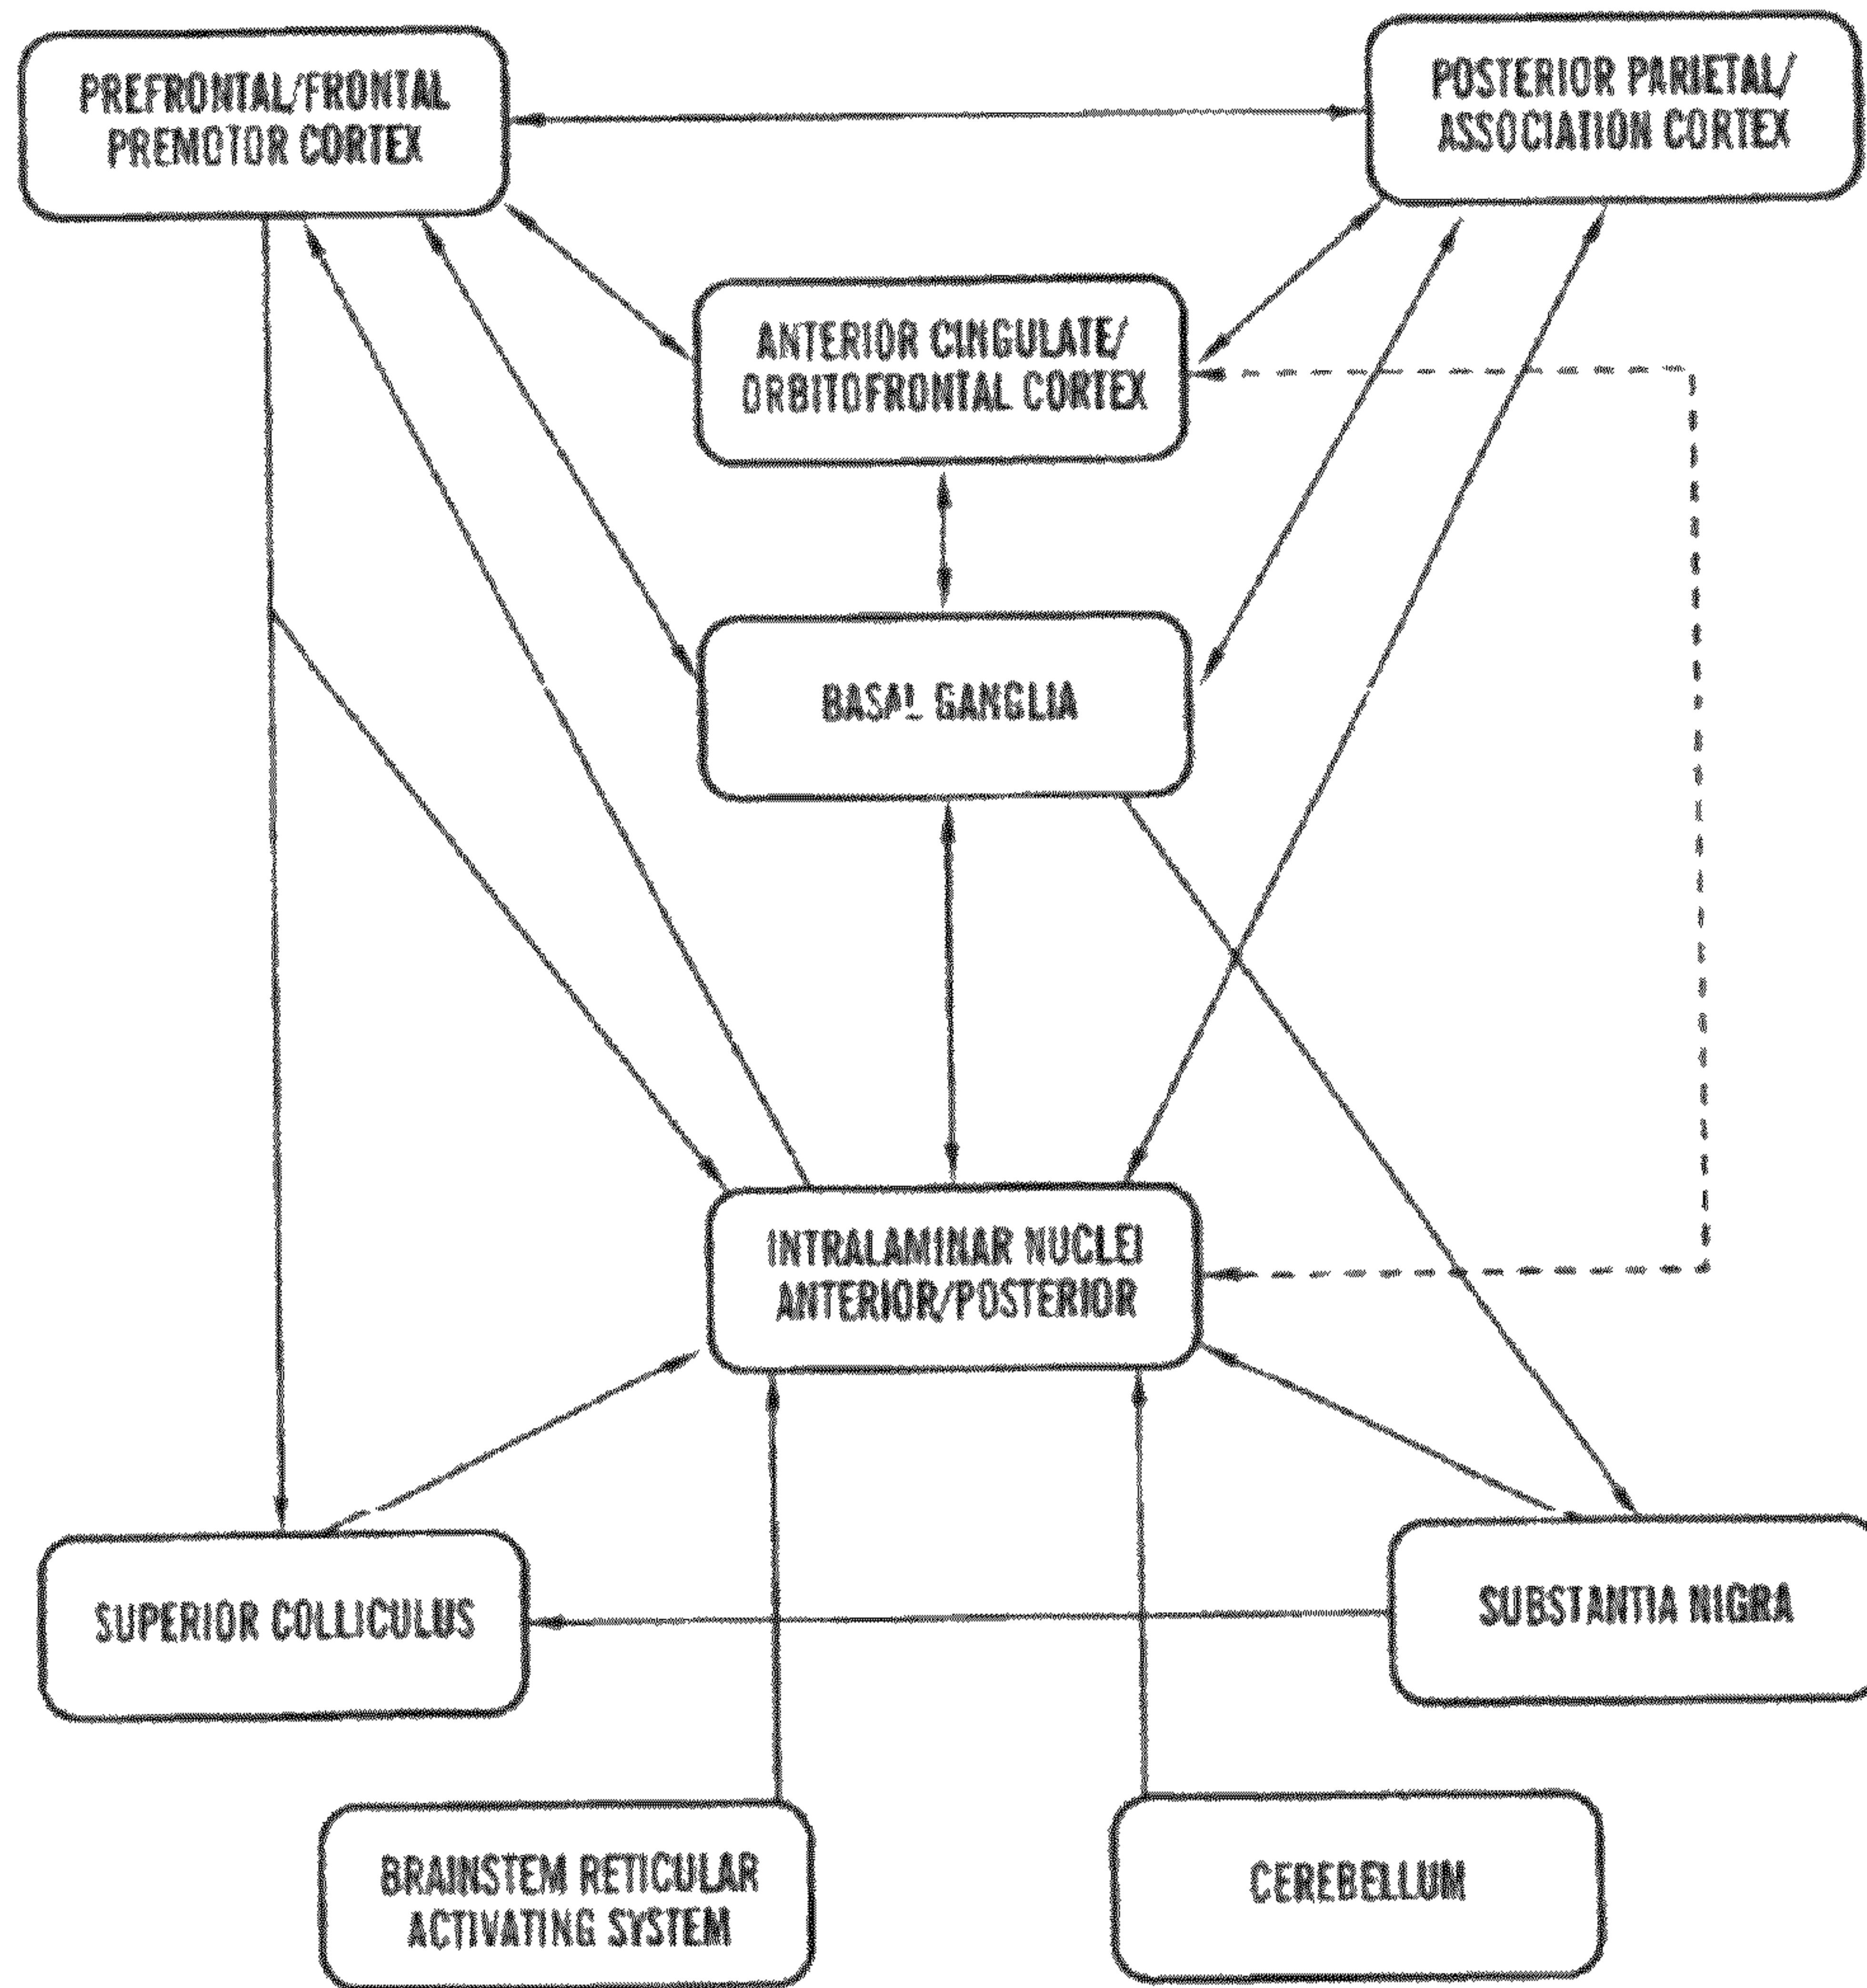 PREFRONTAL/FRONTAL
PREMOTOR CORTEX
POSTERIOR PARIETAL/
ASSOCIATION CORTEX
ANTERIOR CINGULATE/
ORBITOFRONTAL CORTEX
BASAL GANGLIA
INTRALAMINAR NUCLEI
ANTERIOR/POSTERIOR
SUPERIOR COLLICULUS
SUBSTANTIA NIGRA
BRAINSTEM RETICULAR
ACTIVATING SYSTEM
CEREBELLUM